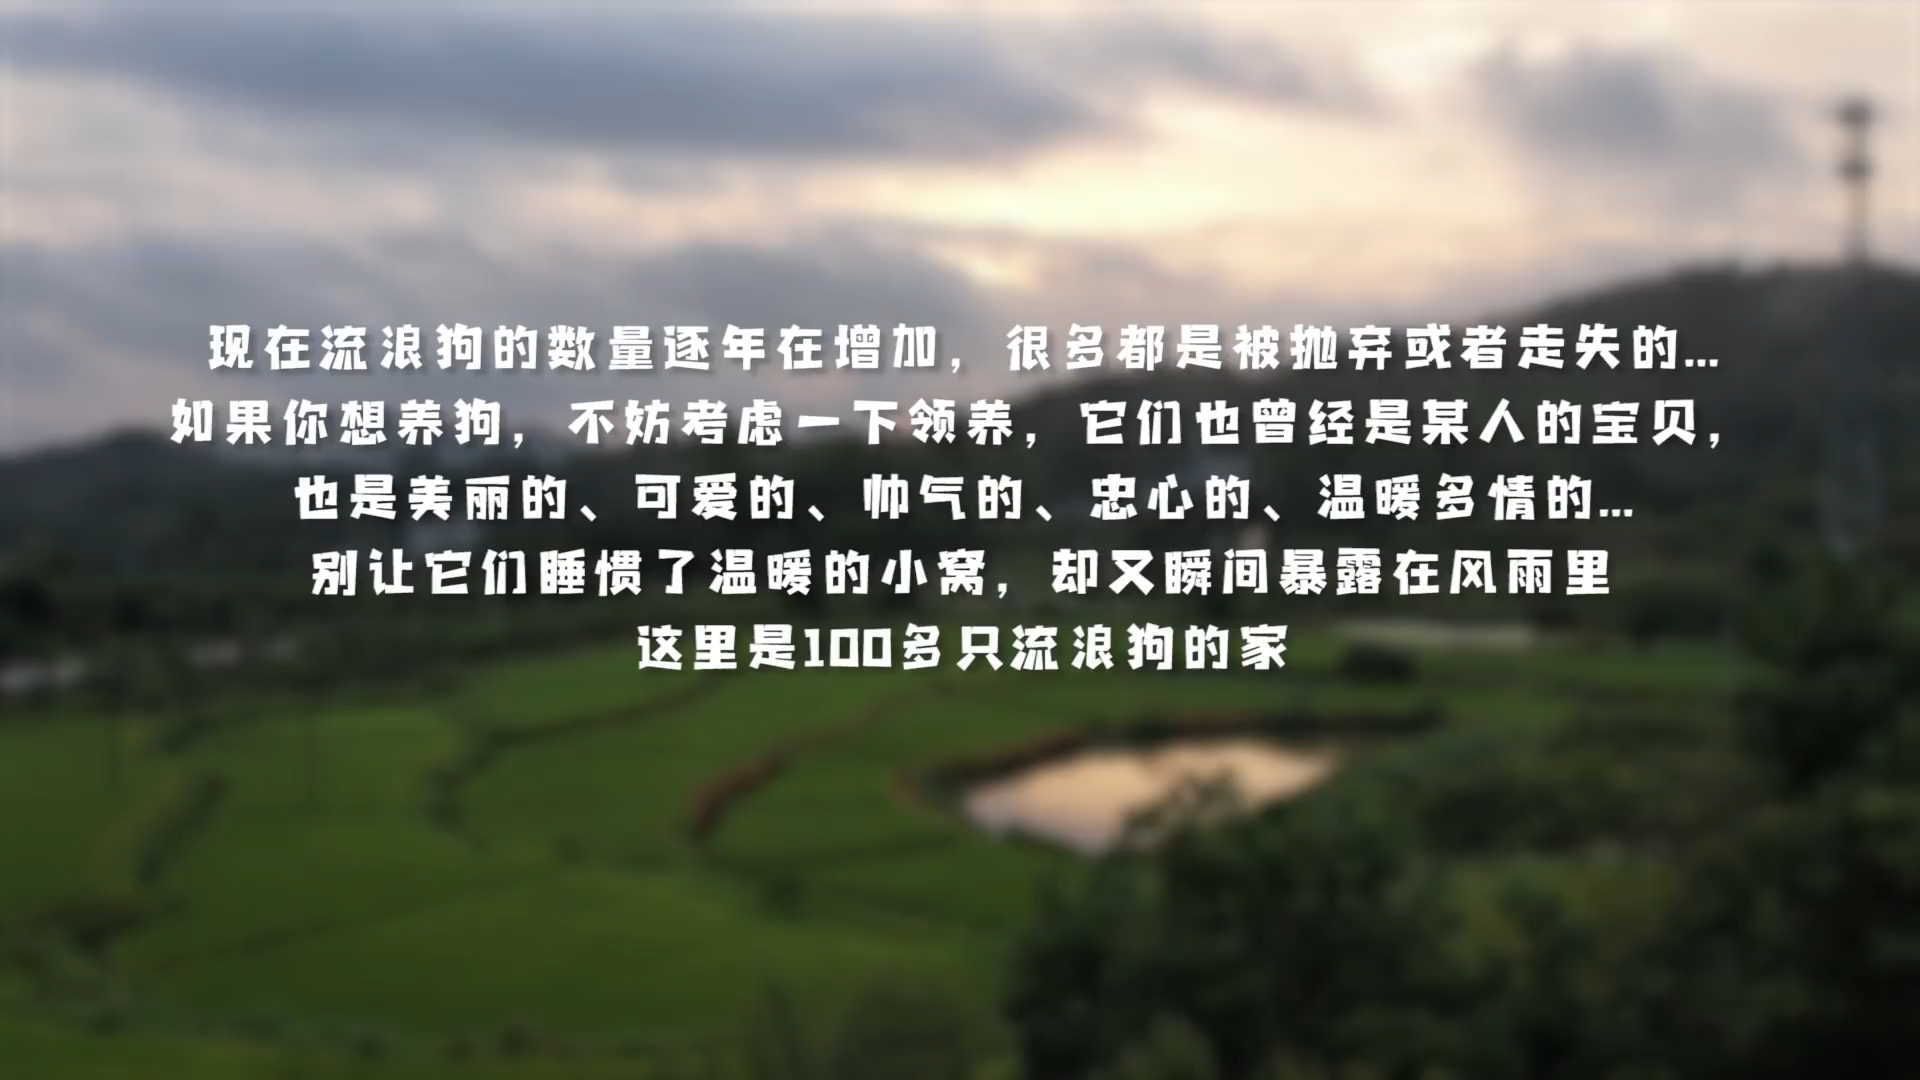 现在流浪狗的数量逐年在增加，很多都是被抛弃或者走失的...
如果你想养狗，不妨考虑一下领养，它们也曾经是某人的宝贝，
也是美丽的、可爱的、帅气的、忠心的、温暖多情的...
别让它们睡惯了温暖的小窝，却又瞬间暴露在风雨里
这里是100多只流浪狗的家